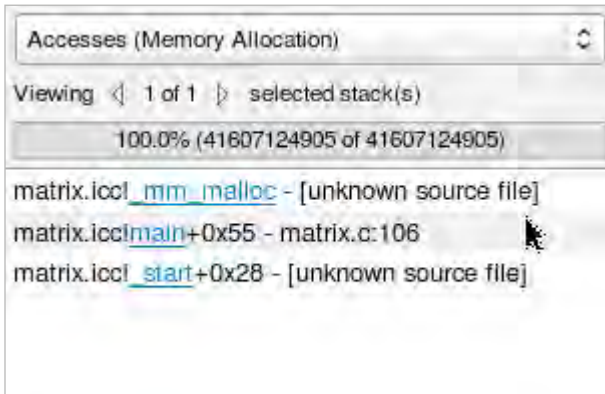 Accesses (Memory Allocation)
Viewing 1 of 1 selected stack(s)
100.0% (41607124905 of 41607124905)
matrix.icc!_mm_malloc - [unknown source file]
matrix.icc!main+0x55 - matrix.c:106
matrix.icc!_start+0x28 - [unknown source file]